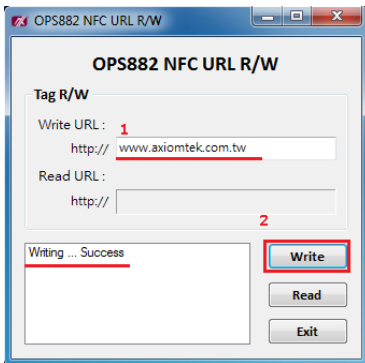 OPS882 NFC URL R/W
OPS882 NFC URL R/W
Tag R/W
Write URL :
1
http:// www.axiomtek.com.tw
Read URL :
http://
2
Writing ... Success
Write
Read
Exit